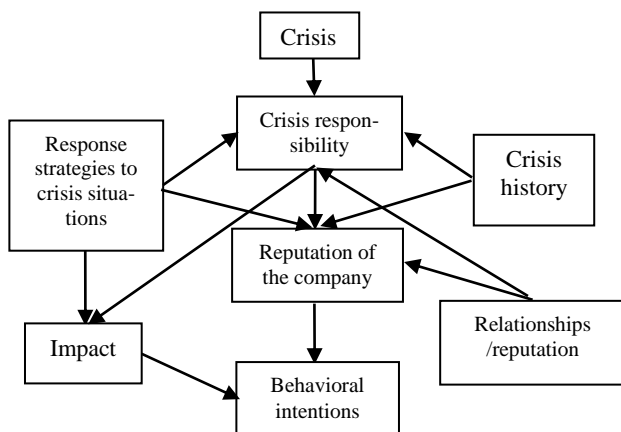 Crisis
Crisis respon-
sibility
Response
strategies to
crisis situa-
tions
Crisis
history
Reputation of
the company
Relationships
/reputation
Impact
Behavioral
intentions